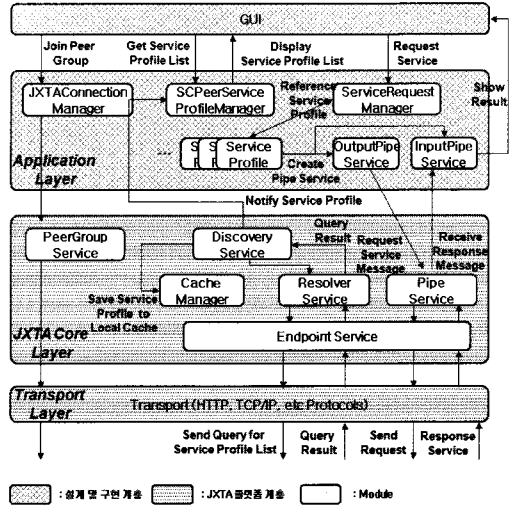 GUI
Join Peer
Group
Get Service
Profile List
Display
Service Profile List
Request
Service
JXTAConnection
Manager
SCPeerService
ProfileManager
Reference
Service
Profile
ServiceRequest
Manager
Show
Result
...
S
F
S
F
Service
Profile
Create
Pipe Service
OutputPipe
Service
InputPipe
Service
Application
Layer
Notify Service Profile
PeerGroup
Service
Discovery
Service
Query
Result
Request
Service
Message
Receive
Response
Message
Cache
Manager
Resolver
Service
Pipe
Service
Save Service
Profile to
Local Cache
Endpoint Service
JXTA Core
Layer
Transport
Layer
Transport (HTTP, TCP/IP, etc Protocols)
Send Query for
Service Profile List
Query
Result
Send
Request
Response
Service
: 설계 및 구현 계층
: JXTA플랫폼 계층
: Module